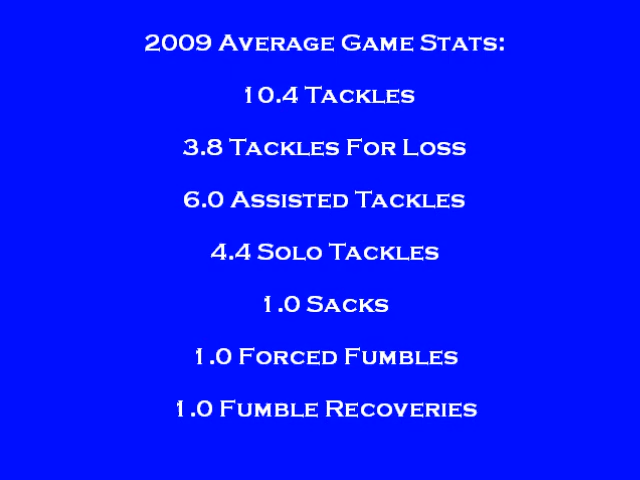 2009 Average Game Stats:
10.4 Tackles
3.8 Tackles For Loss
6.0 Assisted Tackles
4.4 Solo Tackles
1.0 Sacks
1.0 Forced Fumbles
1.0 Fumble Recoveries